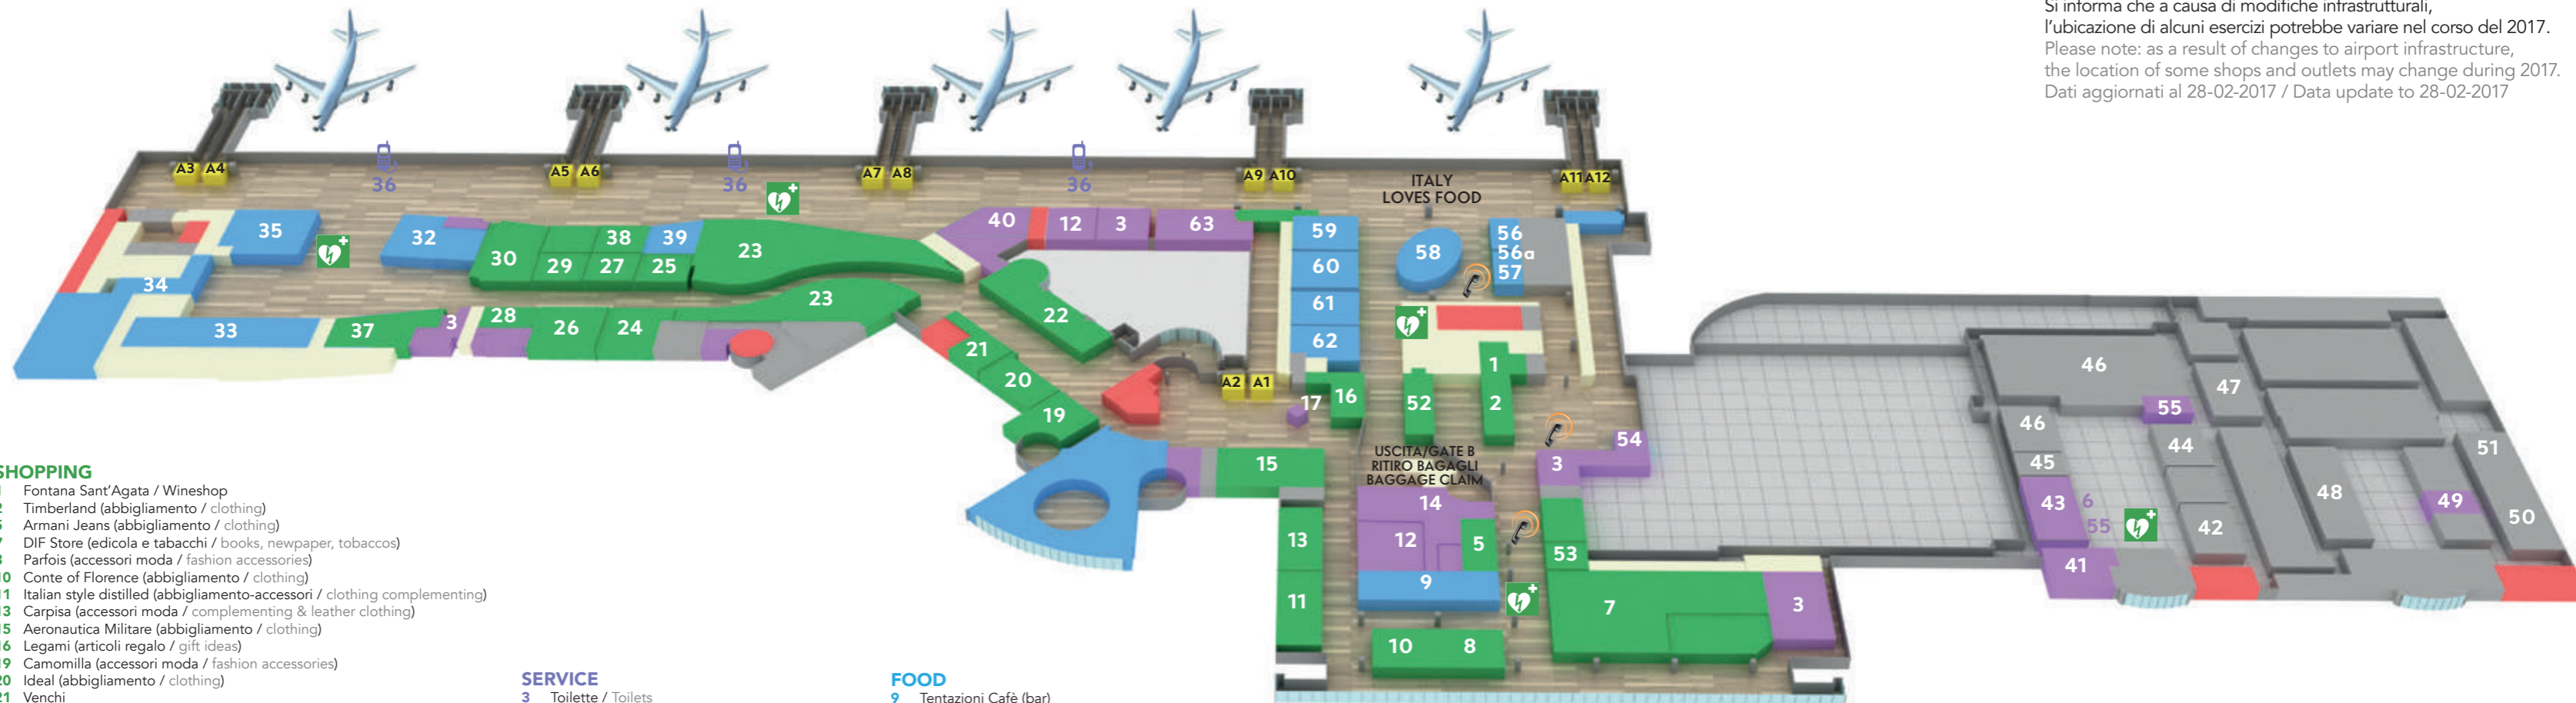 Si informa che a causa di modifiche infrastrutturali,
l'ubicazione di alcuni esercizi potrebbe variare nel corso del 2017.
Please note: as a result of changes to airport infrastructure,
the location of some shops and outlets may change during 2017.
Dati aggiornati al 28-02-2017 / Data update to 28-02-2017
A3 A4
A5 A6
A7 A8
A9 A10
A11 A12
36
36
36
ITALY
LOVES FOOD
35
32
30
38
39
29
27
25
23
40
12
3
63
59
60
61
62
58
56
56a
57
34
33
37
3
28
26
24
23
22
21
20
19
A2 A1
17
16
52
1
2
54
3
15
USCITA/GATE B
RITIRO BAGAGLI
BAGGAGE CLAIM
14
12
5
13
11
9
53
7
3
10
8
46
47
55
46
44
45
43
6
55
42
41
48
51
49
50
SHOPPING
Fontana Sant'Agata / Wineshop
Timberland (abbigliamento / clothing)
Armani Jeans (abbigliamento / clothing)
DIF Store (edicola e tabacchi / books, newpaper, tobaccos)
Parfois (accessori moda / fashion accessories)
10 Conte of Florence (abbigliamento / clothing)
11 Italian style distilled (abbigliamento-accessori / clothing complementing)
13 Carpisa (accessori moda / complementing & leather clothing)
15 Aeronautica Militare (abbigliamento / clothing)
16 Legami (articoli regalo / gift ideas)
19 Camomilla (accessori moda / fashion accessories)
20 Ideal (abbigliamento / clothing)
21 Venchi
SERVICE
3 Toilette / Toilets
FOOD
9 Tentazioni Cafè (bar)